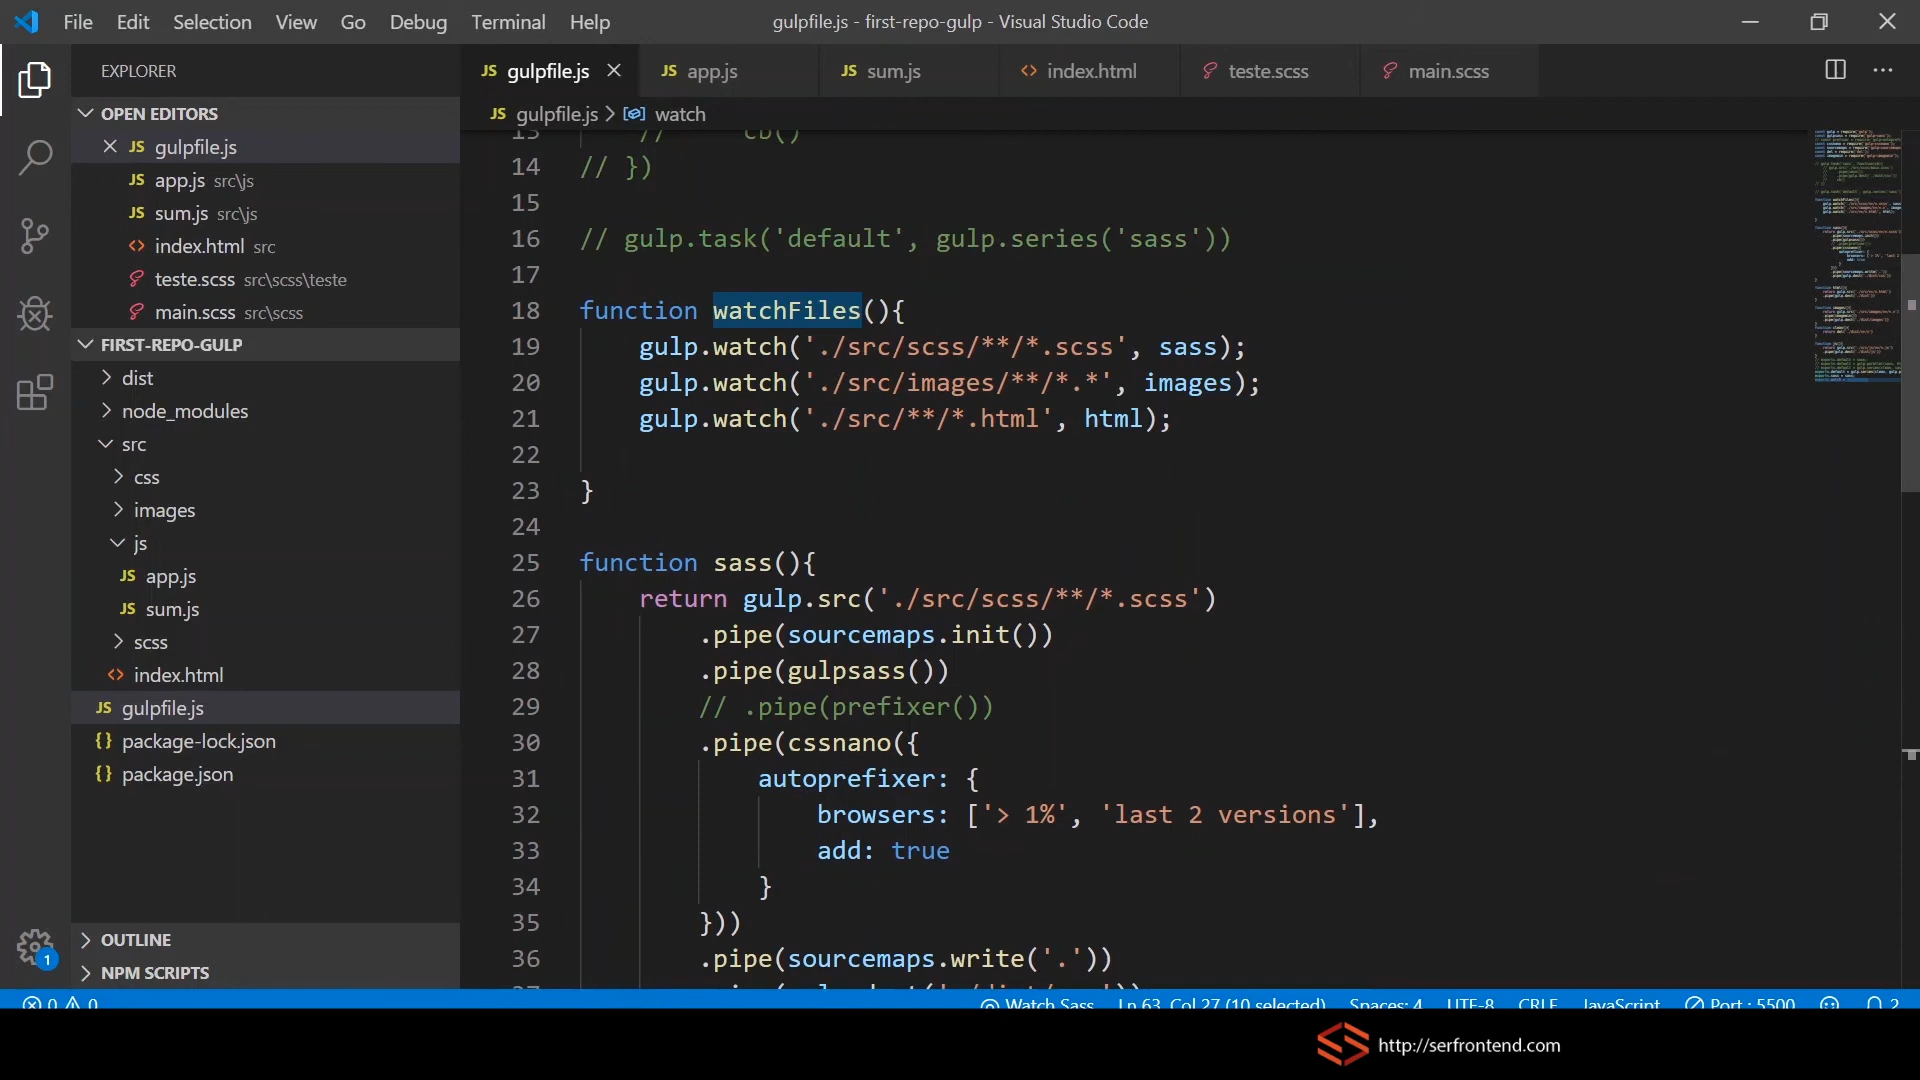 File Edit Selection View Go Debug Terminal Help
gulpfile.js - first-repo-gulp - Visual Studio Code
EXPLORER
OPEN EDITORS
gulpfile.js
app.js src\js
sum.js src\js
index.html src
teste.scss src\scss\teste
main.scss src\scss
FIRST-REPO-GULP
dist
node_modules
src
css
images
js
app.js
sum.js
scss
index.html
gulpfile.js
package-lock.json
package.json
OUTLINE
NPM SCRIPTS
1
JS gulpfile.js JS app.js JS sum.js index.html teste.scss main.scss
JS gulpfile.js > watch
13 // cb()
14 // })
15
16 // gulp.task('default', gulp.series('sass'))
17
18 function watchFiles(){
19 gulp.watch('./src/scss/**/*.scss', sass);
20 gulp.watch('./src/images/**/*.*', images);
21 gulp.watch('./src/**/*.html', html);
22
23 }
24
25 function sass(){
26 return gulp.src('./src/scss/**/*.scss')
27 .pipe(sourcemaps.init())
28 .pipe(gulpsass())
29 // .pipe(prefixer())
30 .pipe(cssnano({
31 autoprefixer: {
32 browsers: ['> 1%', 'last 2 versions'],
33 add: true
34 }
35 }))
36 .pipe(sourcemaps.write('.'))
0 0 Watch Sass Ln 63, Col 27 (10 selected) Spaces: 4 UTF-8 CRLF JavaScript Port : 5500 2
http://serfrontend.com